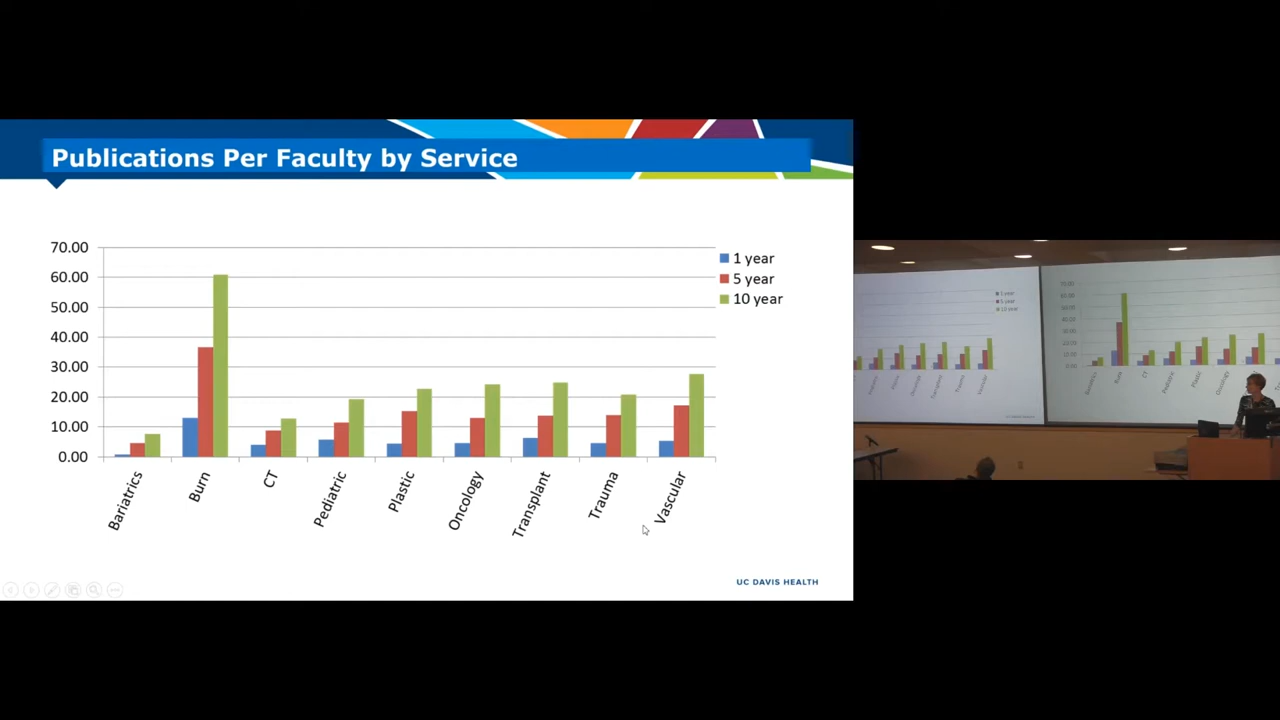 Publications Per Faculty by Service
70.00
60.00
50.00
40.00
30.00
20.00
10.00
0.00
1 year
5 year
10 year
Bariatrics
Burn
CT
Pediatric
Plastic
Oncology
Transplant
Trauma
Vascular
UC DAVIS HEALTH